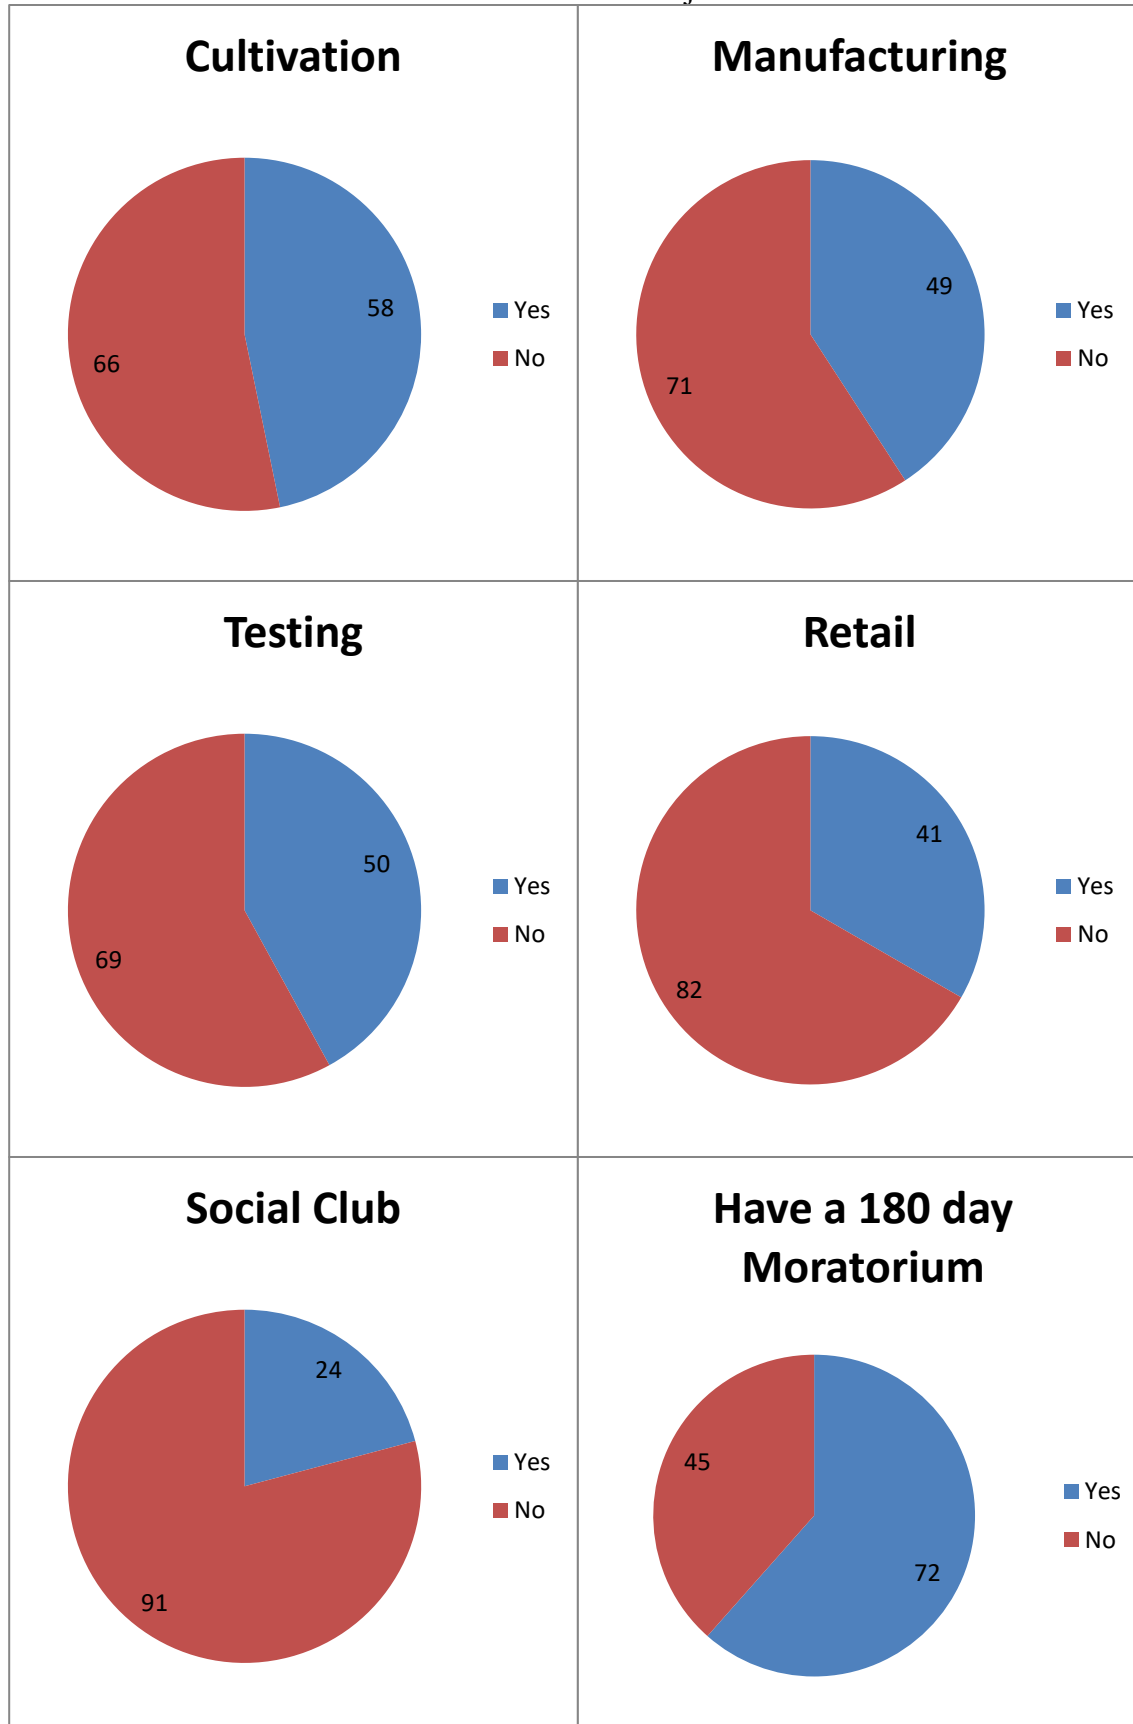 Cultivation
58
66
Yes
No
Manufacturing
49
71
Yes
No
Testing
50
69
Yes
No
Retail
41
82
Yes
No
Social Club
24
91
Yes
No
Have a 180 day
Moratorium
45
72
Yes
No